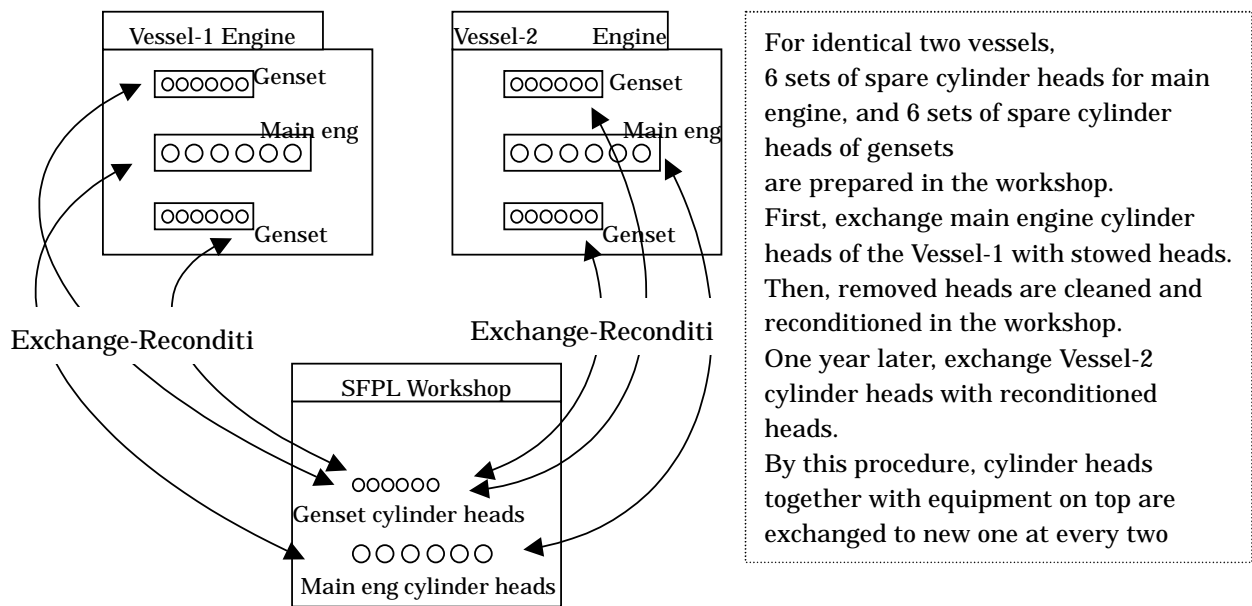 Vessel-1 Engine
Genset
Main eng
Genset
Vessel-2 Engine
Genset
Main eng
Genset
Exchange-Reconditi
Exchange-Reconditi
SFPL Workshop
Genset cylinder heads
Main eng cylinder heads
For identical two vessels,
6 sets of spare cylinder heads for main
engine, and 6 sets of spare cylinder
heads of gensets
are prepared in the workshop.
First, exchange main engine cylinder
heads of the Vessel-1 with stowed heads.
Then, removed heads are cleaned and
reconditioned in the workshop.
One year later, exchange Vessel-2
cylinder heads with reconditioned
heads.
By this procedure, cylinder heads
together with equipment on top are
exchanged to new one at every two